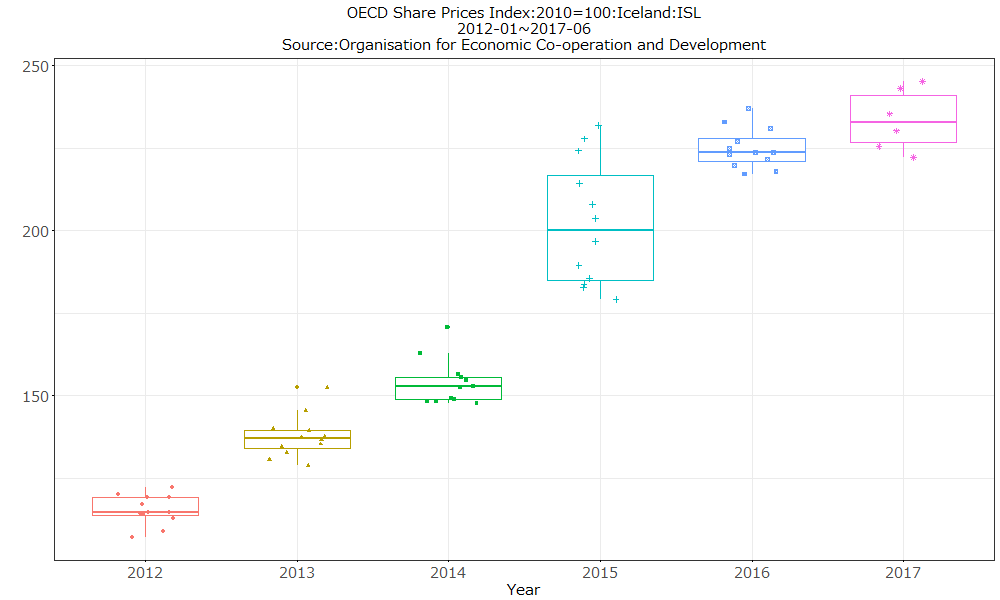 OECD Share Prices Index:2010=100:Iceland:ISL
2012-01~2017-06
Source:Organisation for Economic Co-operation and Development
250
200
150
2012 2013 2014 2015 2016 2017
Year